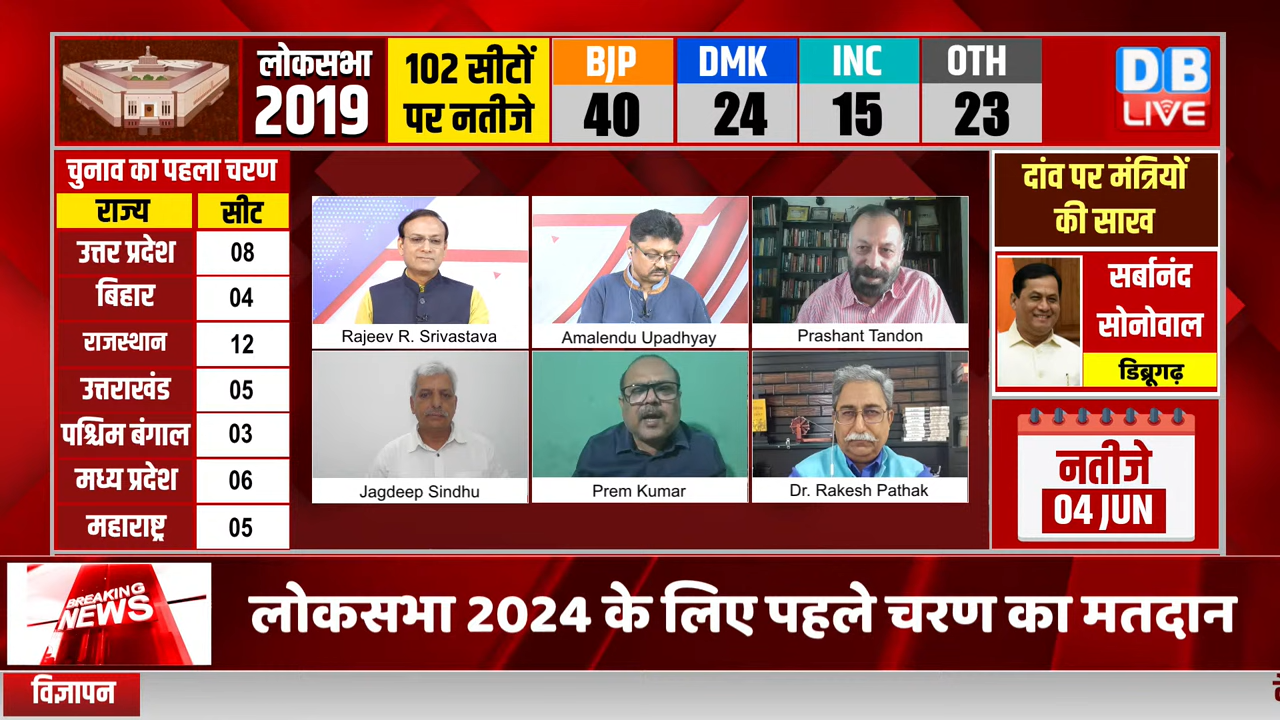 लोकसभा
2019
102 सीटों
पर नतीजे
BJP
40
DMK
24
INC
15
OTH
23
DB
LIVE
चुनाव का पहला चरण
राज्य सीट
उत्तर प्रदेश 08
बिहार 04
राजस्थान 12
उत्तराखंड 05
पश्चिम बंगाल 03
मध्य प्रदेश 06
महाराष्ट्र 05
Rajeev R. Srivastava
Amalendu Upadhyay
Prashant Tandon
Jagdeep Sindhu
Prem Kumar
Dr. Rakesh Pathak
दांव पर मंत्रियों
की साख
सर्बानंद
सोनोवाल
डिब्रूगढ़
नतीजे
04 JUN
BREAKING
NEWS
लोकसभा 2024 के लिए पहले चरण का मतदान
विज्ञापन